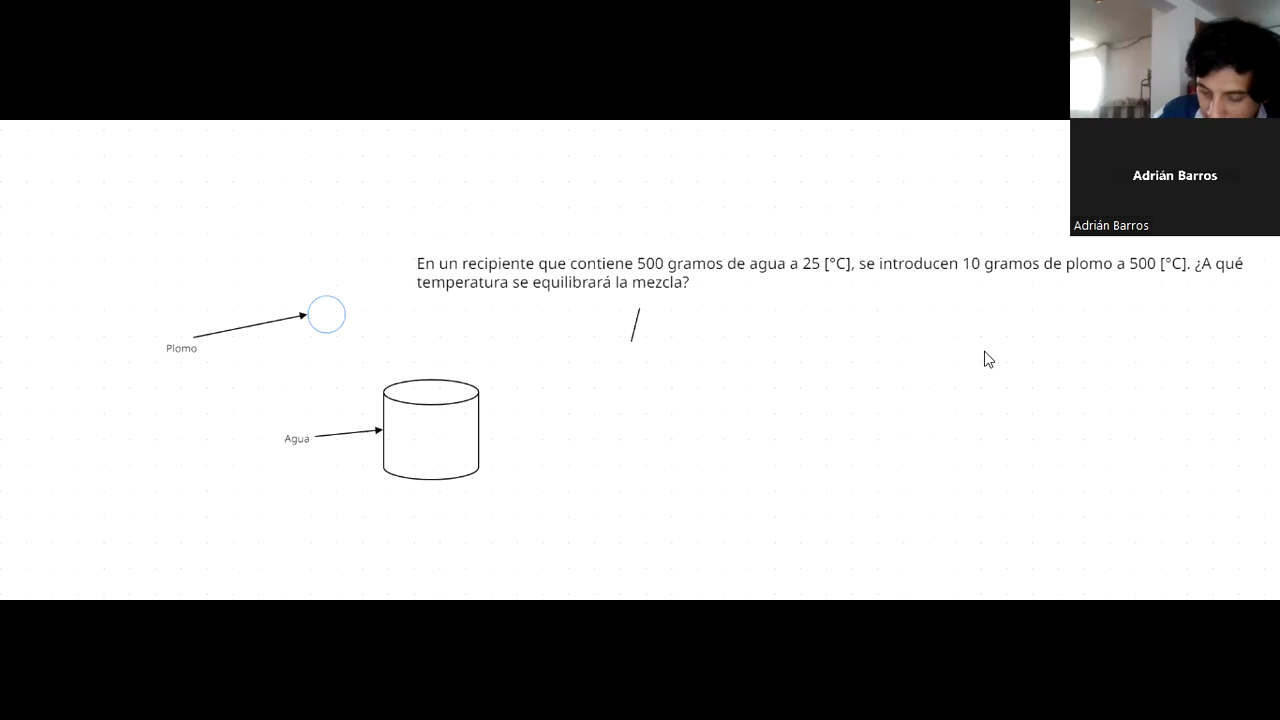 Adrián Barros
Adrián Barros
En un recipiente que contiene 500 gramos de agua a 25 [°C], se introducen 10 gramos de plomo a 500 [°C]. ¿A qué
temperatura se equilibrará la mezcla?
Plomo
Agua